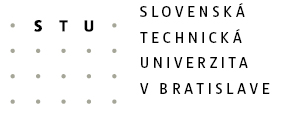 S T U
SLOVENSKÁ
TECHNICKÁ
UNIVERZITA
V BRATISLAVE